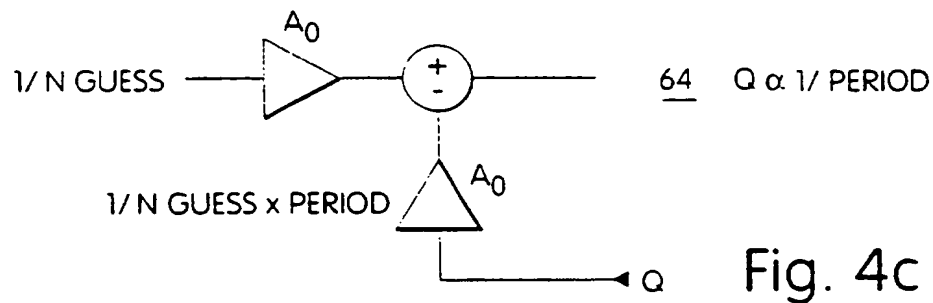 A0
1/ N GUESS
+
-
64 Q α 1/ PERIOD
A0
1/ N GUESS x PERIOD
Q
Fig. 4c